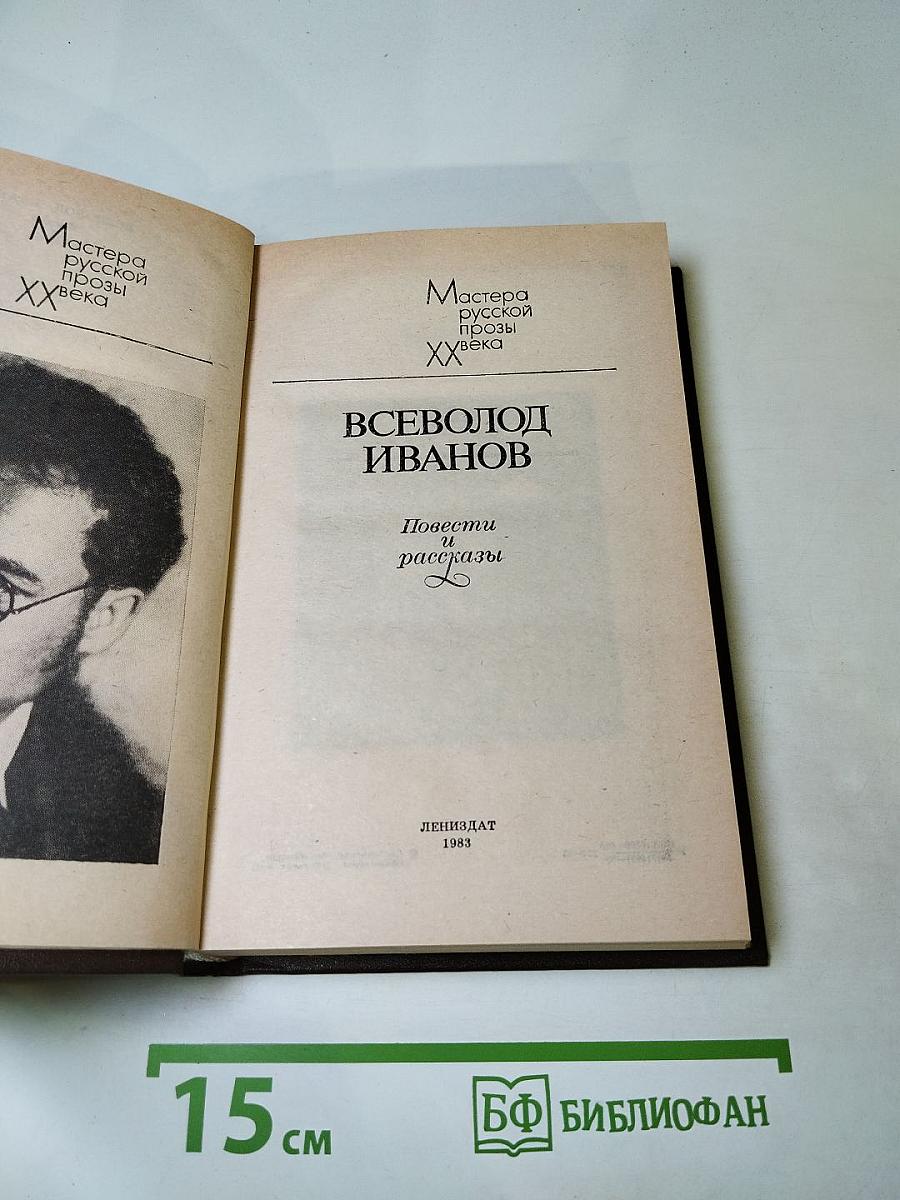 Мастера
русской
прозы
XX века
Мастера
русской
прозы
XX века
ВСЕВОЛОД
ИВАНОВ
Повести
и
рассказы
ЛЕНИЗДАТ
1983
15 см
БФ БИБЛИОФАН